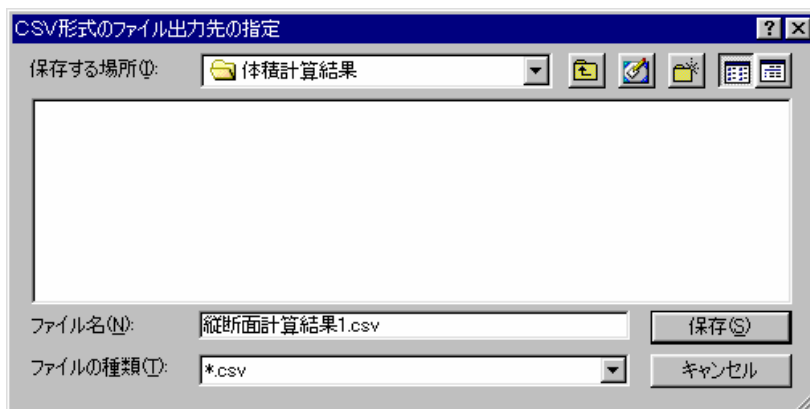 CSV形式のファイル出力先の指定
保存する場所(I): 体積計算結果
ファイル名(N): 縦断面計算結果1.csv 保存(S)
ファイルの種類(T): *.csv キャンセル